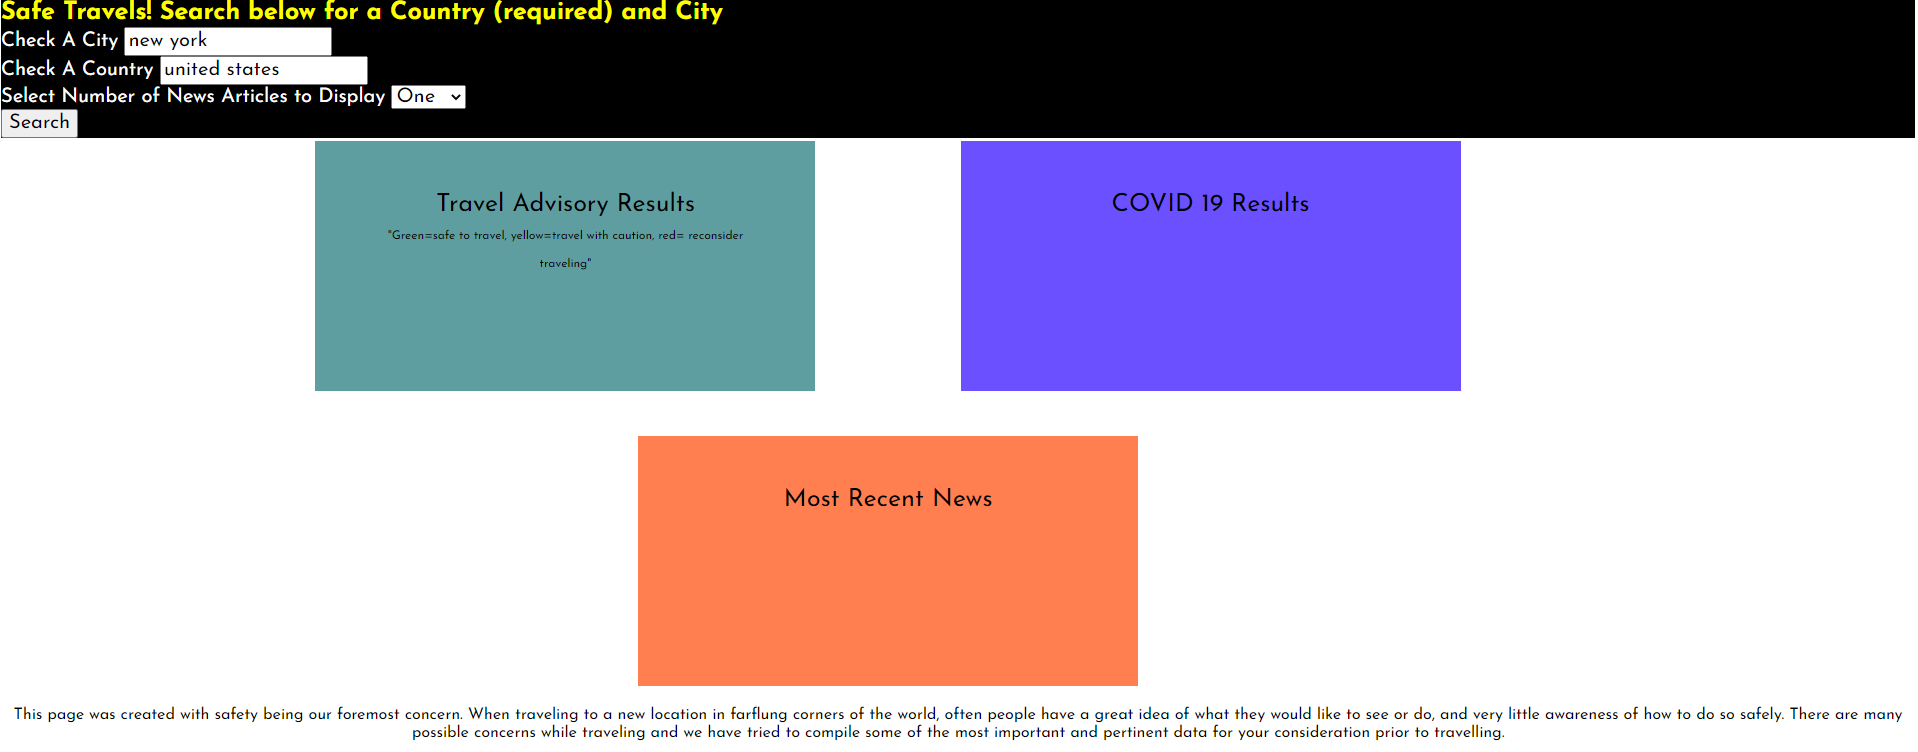 Safe Travels! Search below for a Country (required) and City
Check A City new york
Check A Country united states
Select Number of News Articles to Display One
Search
Travel Advisory Results
"Green=safe to travel, yellow=travel with caution, red= reconsider
traveling"
COVID 19 Results
Most Recent News
This page was created with safety being our foremost concern. When traveling to a new location in farflung corners of the world, often people have a great idea of what they would like to see or do, and very little awareness of how to do so safely. There are many
possible concerns while traveling and we have tried to compile some of the most important and pertinent data for your consideration prior to travelling.